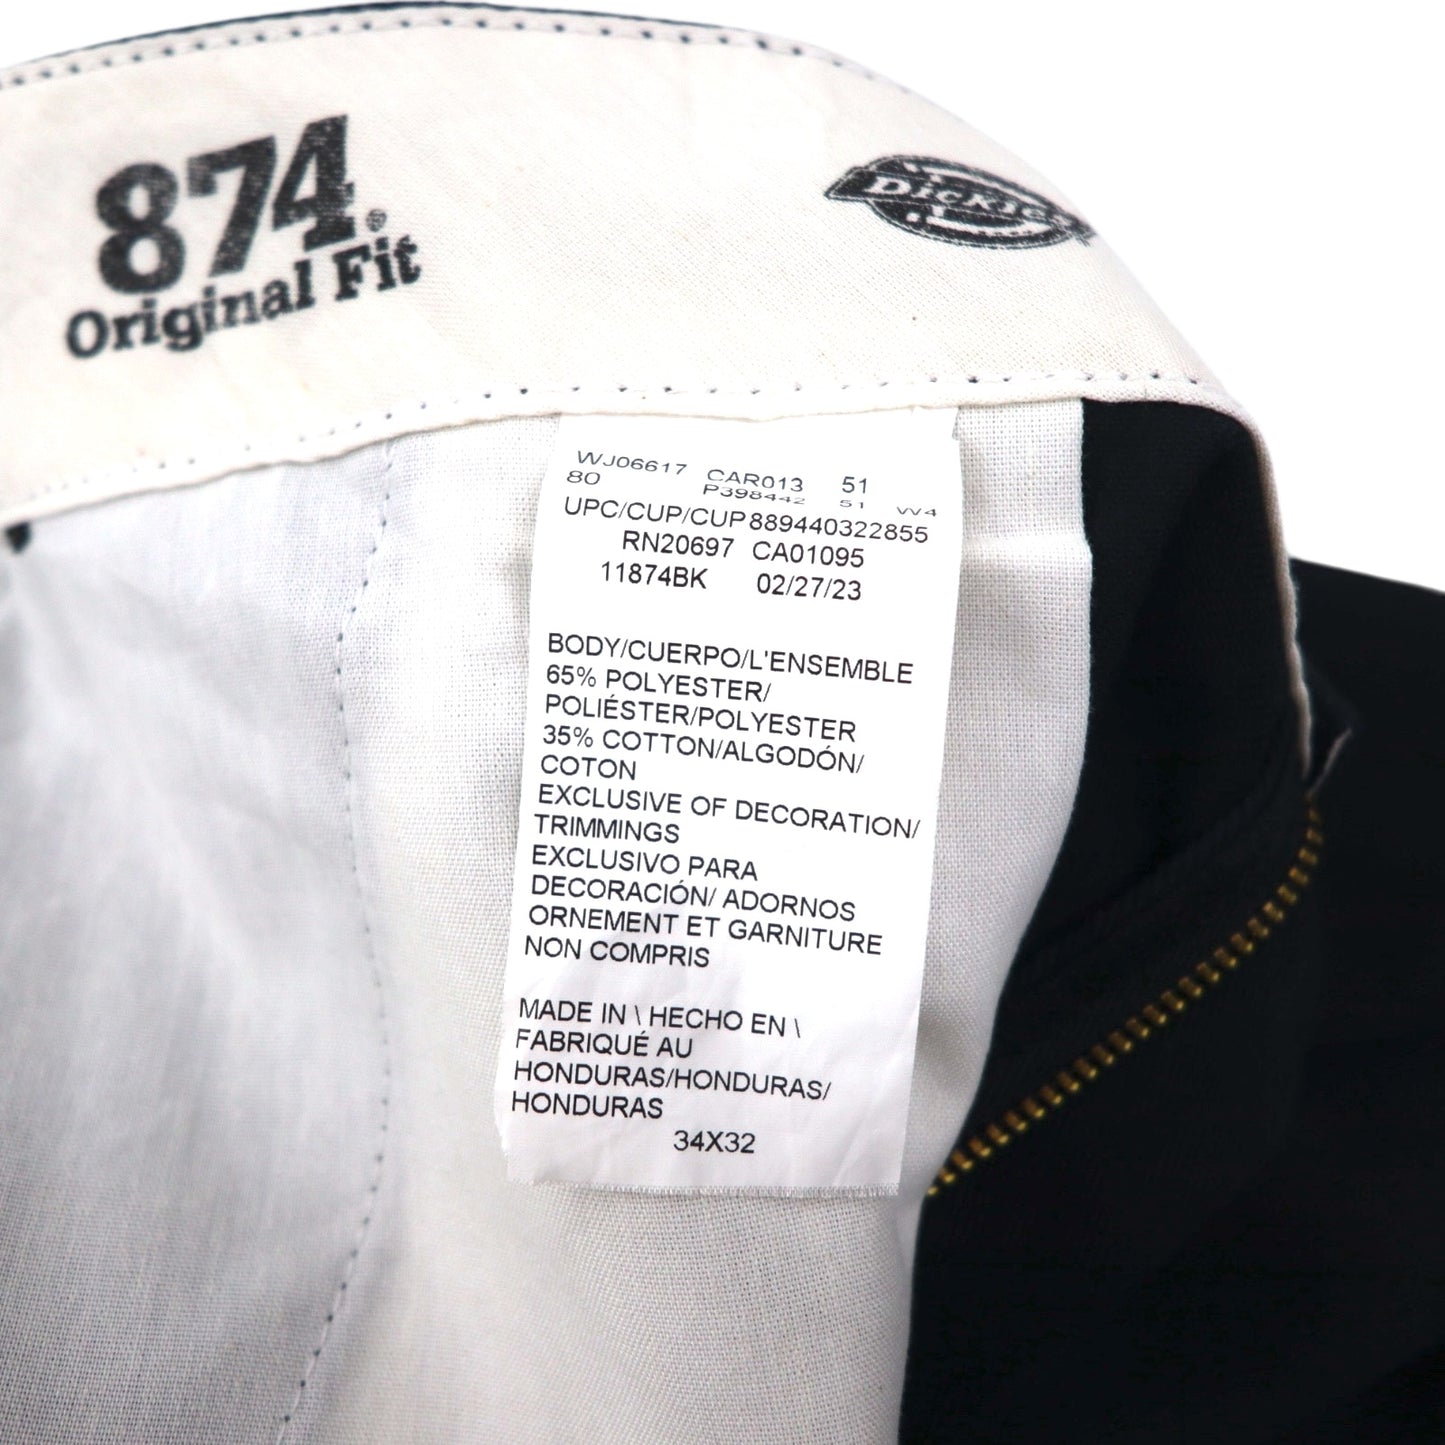 874®
Original Fit
Dickies
WJ06617 CAR013 51
80 P398442 51 W4
UPC/CUP/CUP889440322855
RN20697 CA01095
11874BK 02/27/23
BODY/CUERPO/L'ENSEMBLE
65% POLYESTER/
POLIÉSTER/POLYESTER
35% COTTON/ALGODÓN/
COTON
EXCLUSIVE OF DECORATION/
TRIMMINGS
EXCLUSIVO PARA
DECORACIÓN/ ADORNOS
ORNEMENT ET GARNITURE
NON COMPRIS
MADE IN \ HECHO EN \
FABRIQUÉ AU
HONDURAS/HONDURAS/
HONDURAS
34X32